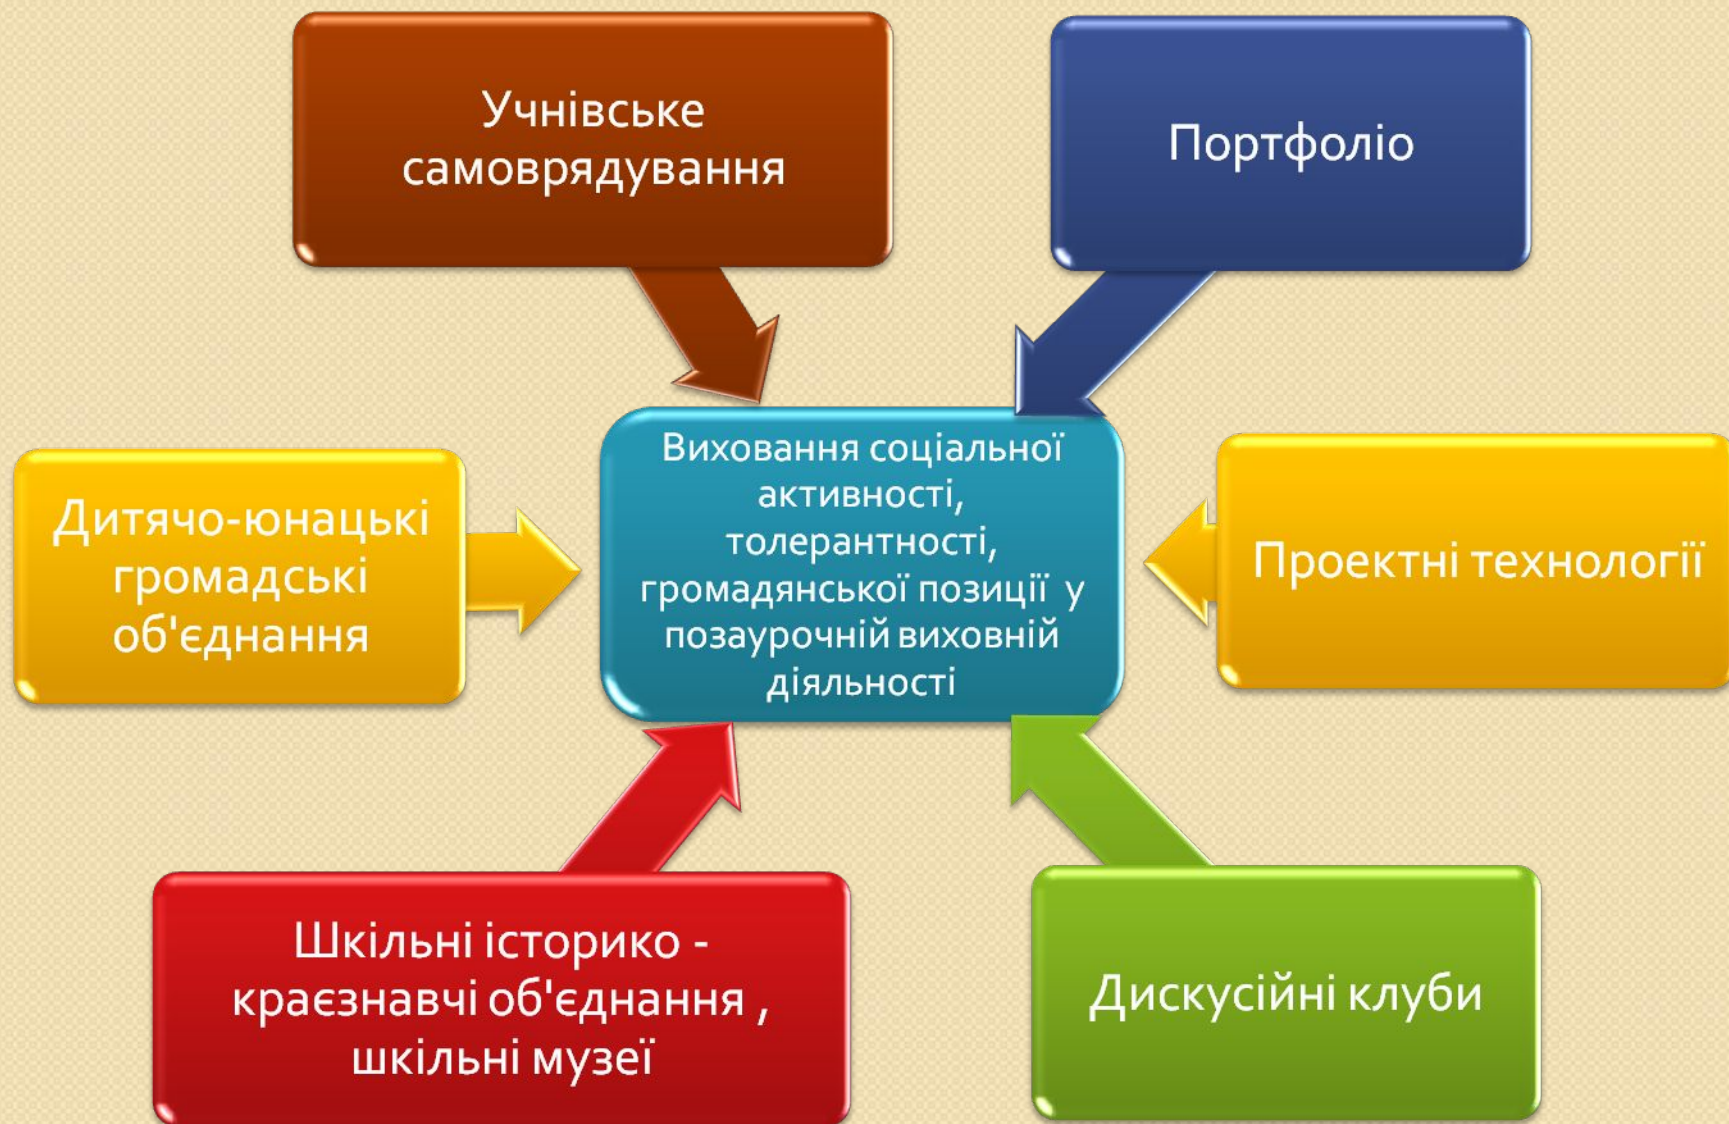 Учнівське
самоврядування
Портфоліо
Дитячо-юнацькі
громадські
об'єднання
Виховання соціальної
активності,
толерантності,
громадянської позиції у
позаурочній виховній
діяльності
Проектні технології
Шкільні історико -
краєзнавчі об'єднання ,
шкільні музеї
Дискусійні клуби